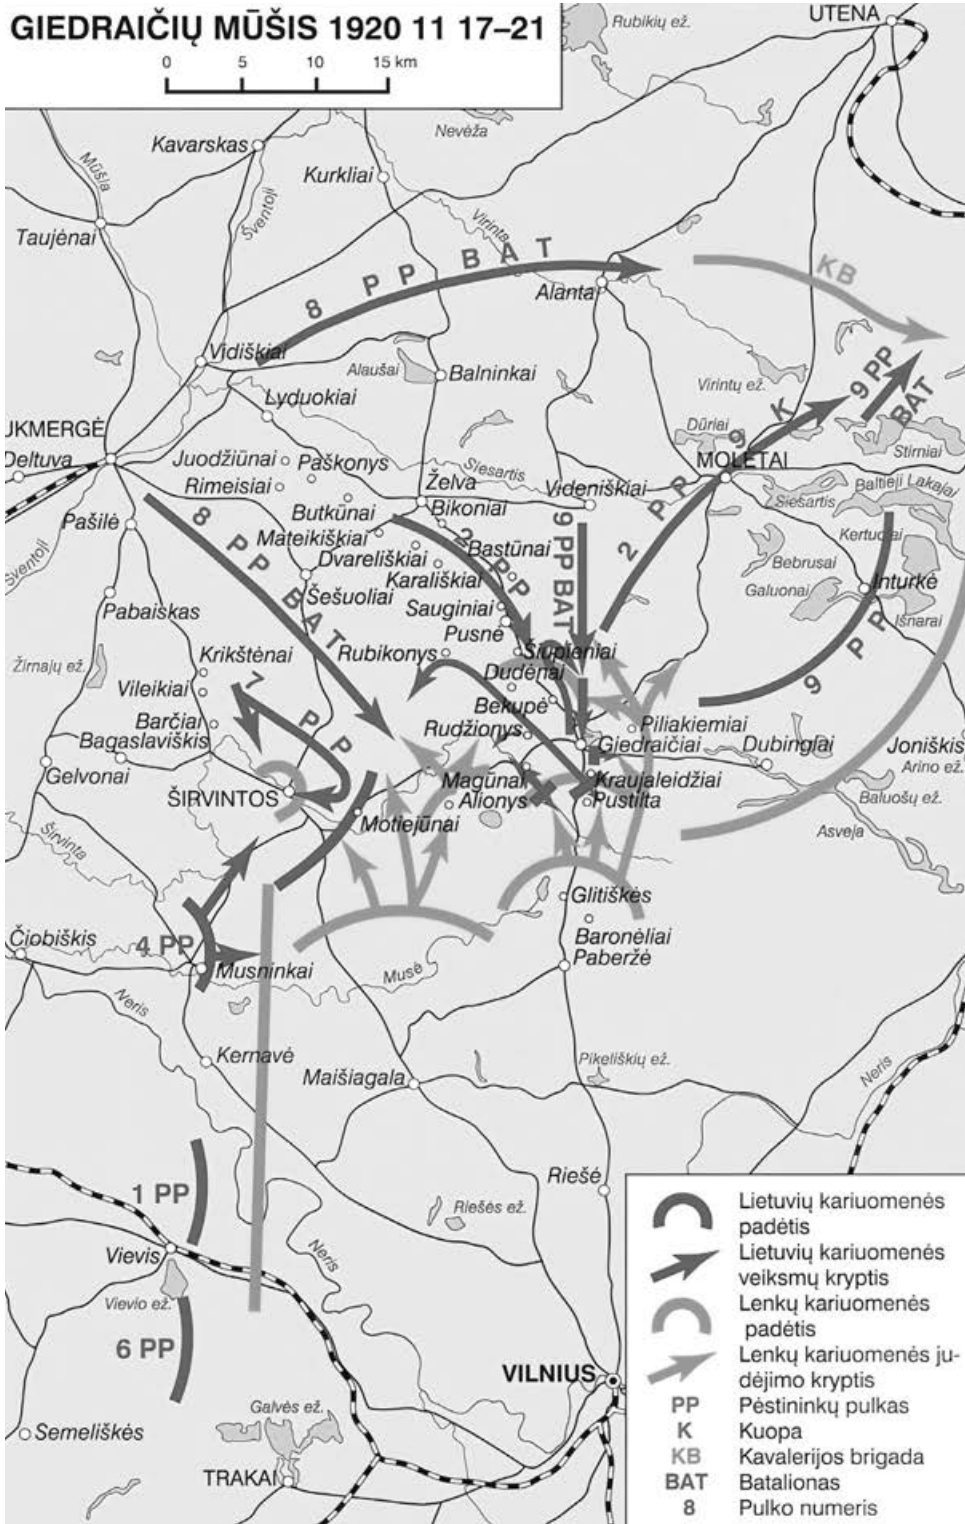 GIEDRAIČIŲ MŪŠIS 1920 11 17–21
0 5 10 15 km
Rubikių ež.
UTENA
Nevėža
Kavarskas
Kurkliai
Mūšia
Šventoji
Virinta
Taujėnai
8 PP BAT
KB
Alanta
Vidiškiai
Alaušai
Balninkai
9 PP
BAT
Virintų ež.
Lyduokiai
9 K
UKMERGĖ
Dūriai
Stirniai
Deltuva
Juodžiūnai
Paškonys
Siesartis
MOLĖTAI
Rimeisiai
Želva
Videniškiai
Siesartis
Baltieji Lakajai
Butkūnai
Bikoniai
2 PP
Pašilė
8 PP BAT
Mateikiškiai
2 PP
Bastūnai
9 PP BAT
Kertuojai
Dvareliškiai
Bebrusai
Šventoji
Karališkiai
Galuonai
Inturkė
Šešuoliai
Pabaiskas
Sauginiai
Išnarai
Pusnė
9 PP
Krikštėnai
Rubikonys
Šiupieniai
Žirnajų ež.
Dudėnai
Vileikiai
7 PP
Bekupė
Barčiai
Rudžionys
Piliakiemiai
Bagaslaviškis
Giedraičiai
Dubingiai
Joniškis
Gelvonai
Arino ež.
Magūnai
Kraujaleidžiai
ŠIRVINTOS
Alionys
Pustilta
Baluošų ež.
Motiejūnai
Širvinta
Asveja
Glitiškės
Čiobiškis
4 PP
Baronėliai
Musninkai
Musė
Paberžė
Neris
Kernavė
Pikeliškių ež.
Maišiagala
Neris
Riešė
1 PP
Riešės ež.
Vievis
Neris
Vievio ež.
6 PP
VILNIUS
Galvės ež.
Semeliškės
TRAKAI
Lietuvių kariuomenės
padėtis
Lietuvių kariuomenės
veiksmų kryptis
Lenkų kariuomenės
padėtis
Lenkų kariuomenės ju-
dėjimo kryptis
PP Pėstininkų pulkas
K Kuopa
KB Kavalerijos brigada
BAT Batalionas
8 Pulko numeris